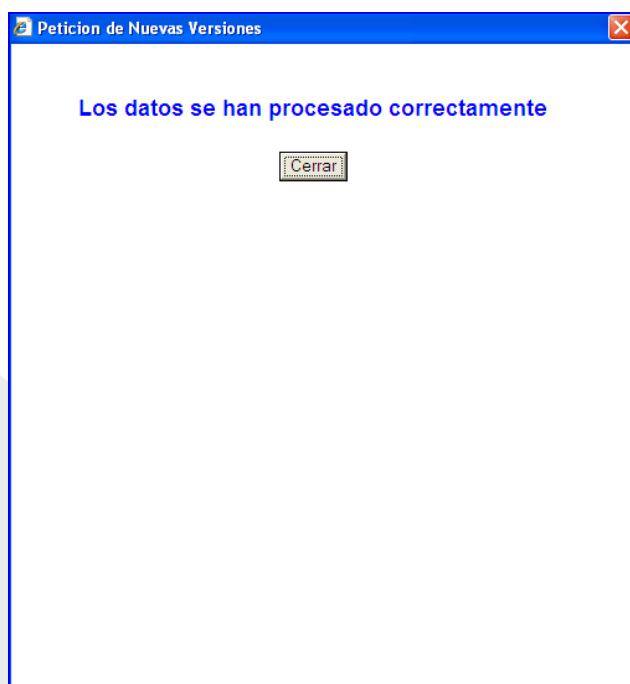 Peticion de Nuevas Versiones
Los datos se han procesado correctamente
Cerrar